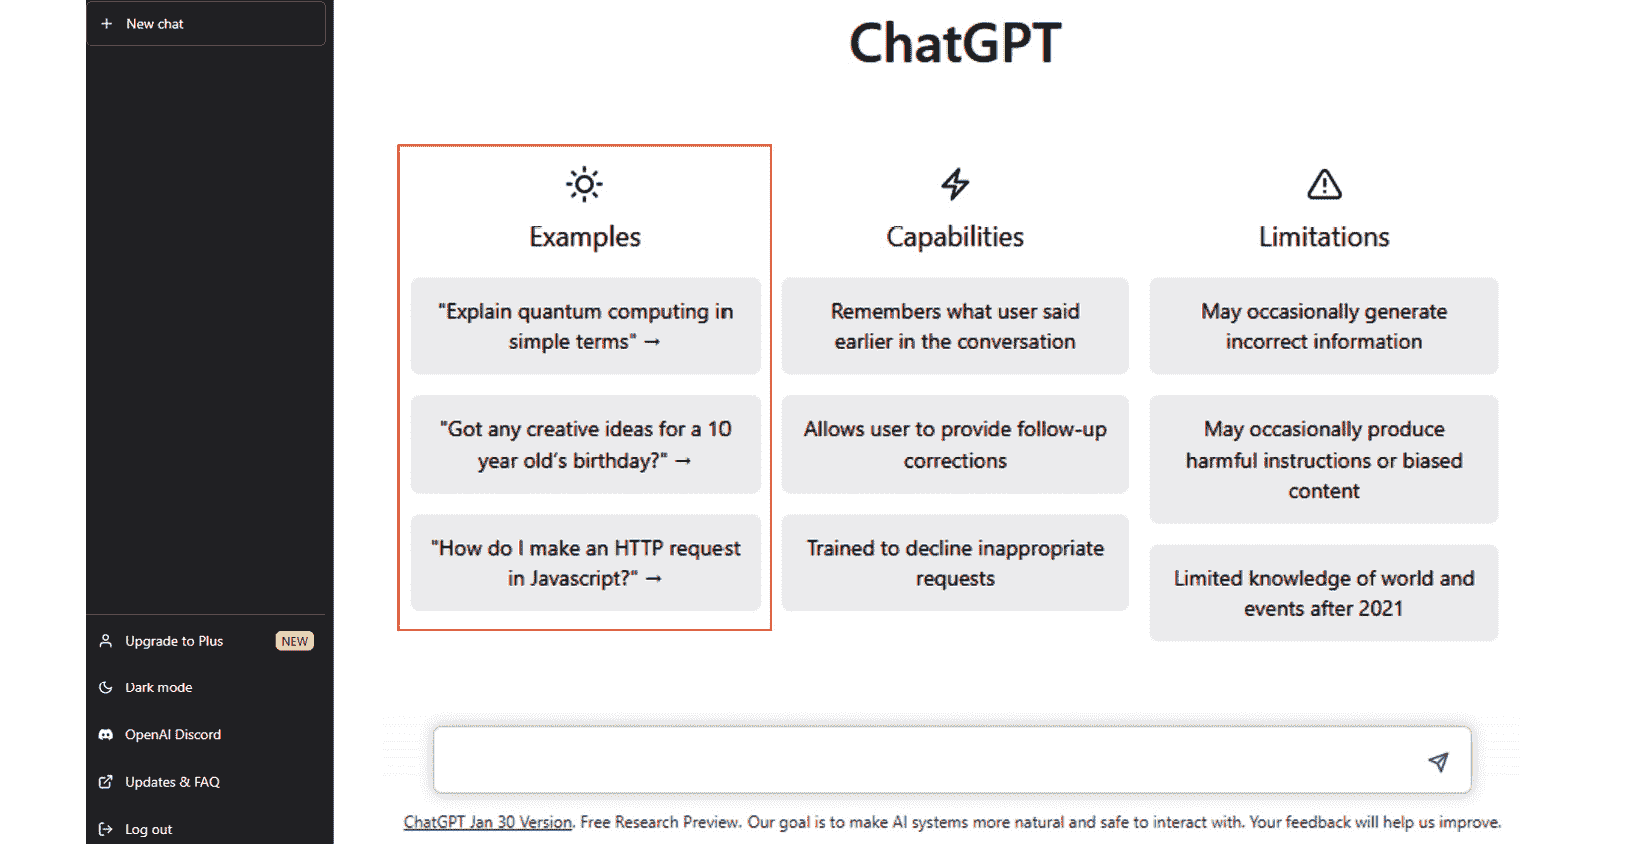 New chat
Upgrade to Plus
NEW
Dark mode
OpenAI Discord
Updates & FAQ
Log out
ChatGPT
Examples
"Explain quantum computing in
simple terms" →
"Got any creative ideas for a 10
year old's birthday?" →
"How do I make an HTTP request
in Javascript?" →
Capabilities
Remembers what user said
earlier in the conversation
Allows user to provide follow-up
corrections
Trained to decline inappropriate
requests
Limitations
May occasionally generate
incorrect information
May occasionally produce
harmful instructions or biased
content
Limited knowledge of world and
events after 2021
ChatGPT Jan 30 Version. Free Research Preview. Our goal is to make AI systems more natural and safe to interact with. Your feedback will help us improve.